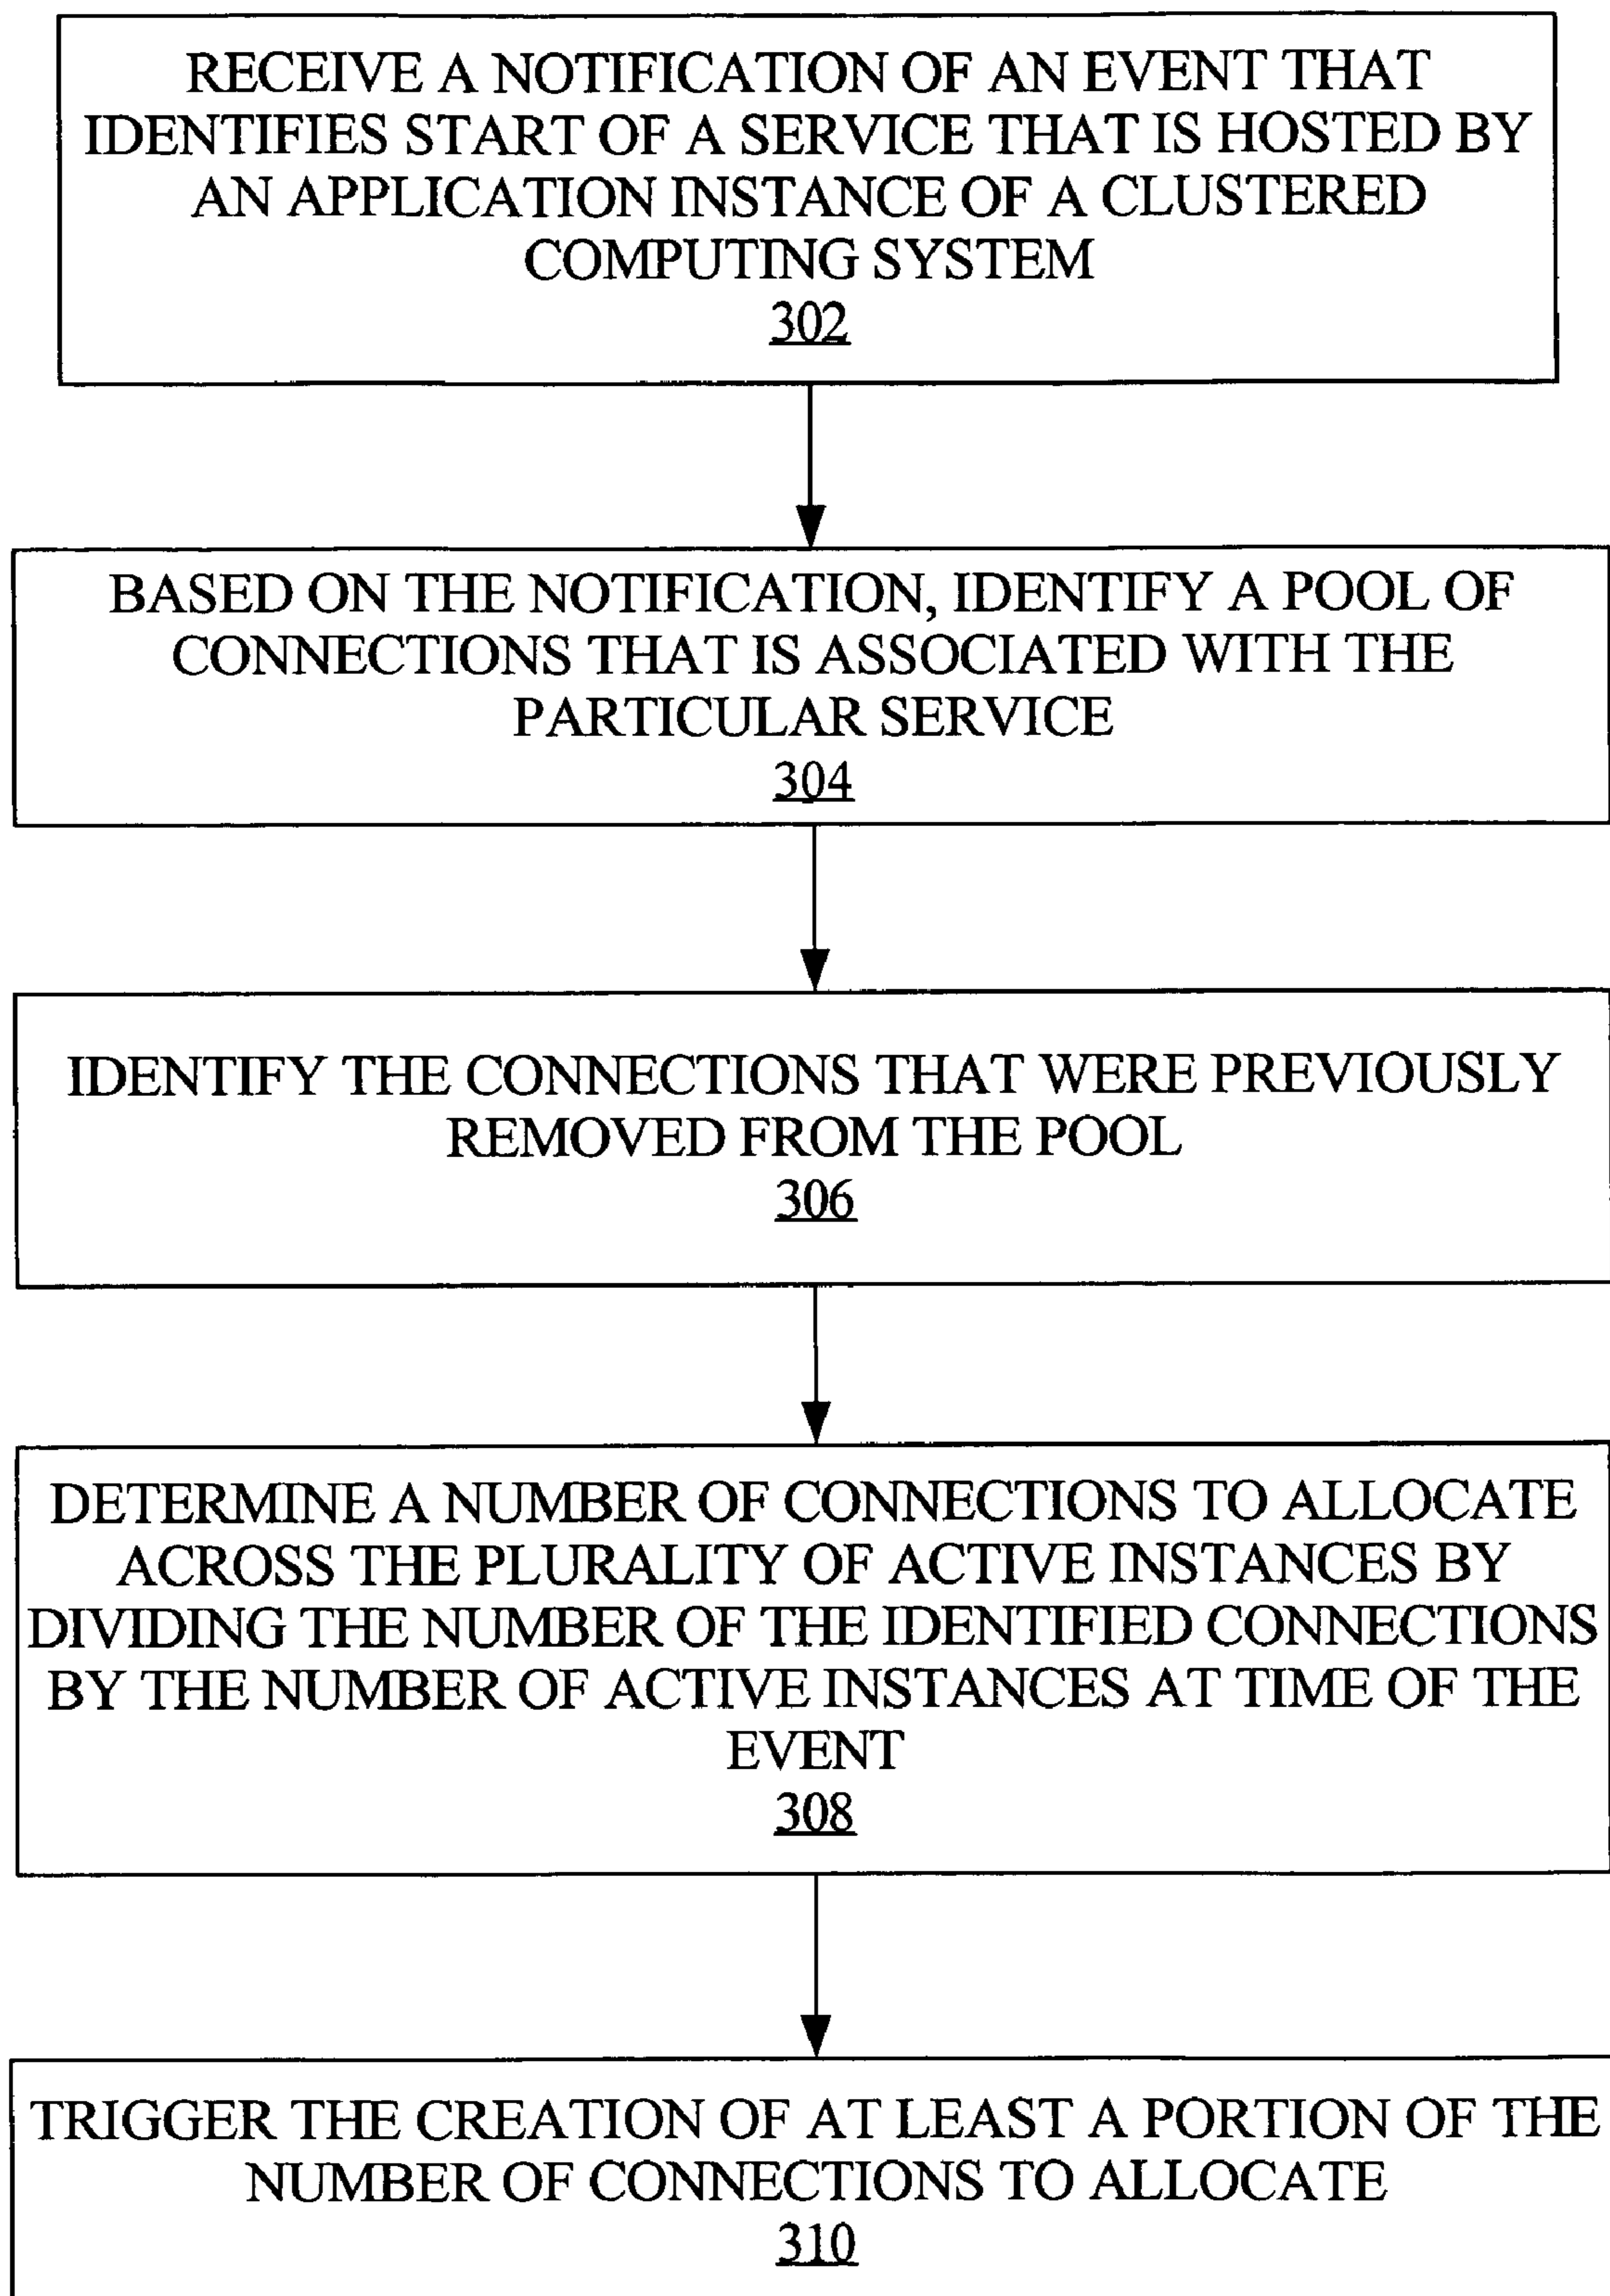 RECEIVE A NOTIFICATION OF AN EVENT THAT
IDENTIFIES START OF A SERVICE THAT IS HOSTED BY
AN APPLICATION INSTANCE OF A CLUSTERED
COMPUTING SYSTEM
302
BASED ON THE NOTIFICATION, IDENTIFY A POOL OF
CONNECTIONS THAT IS ASSOCIATED WITH THE
PARTICULAR SERVICE
304
IDENTIFY THE CONNECTIONS THAT WERE PREVIOUSLY
REMOVED FROM THE POOL
306
DETERMINE A NUMBER OF CONNECTIONS TO ALLOCATE
ACROSS THE PLURALITY OF ACTIVE INSTANCES BY
DIVIDING THE NUMBER OF THE IDENTIFIED CONNECTIONS
BY THE NUMBER OF ACTIVE INSTANCES AT TIME OF THE
EVENT
308
TRIGGER THE CREATION OF AT LEAST A PORTION OF THE
NUMBER OF CONNECTIONS TO ALLOCATE
310